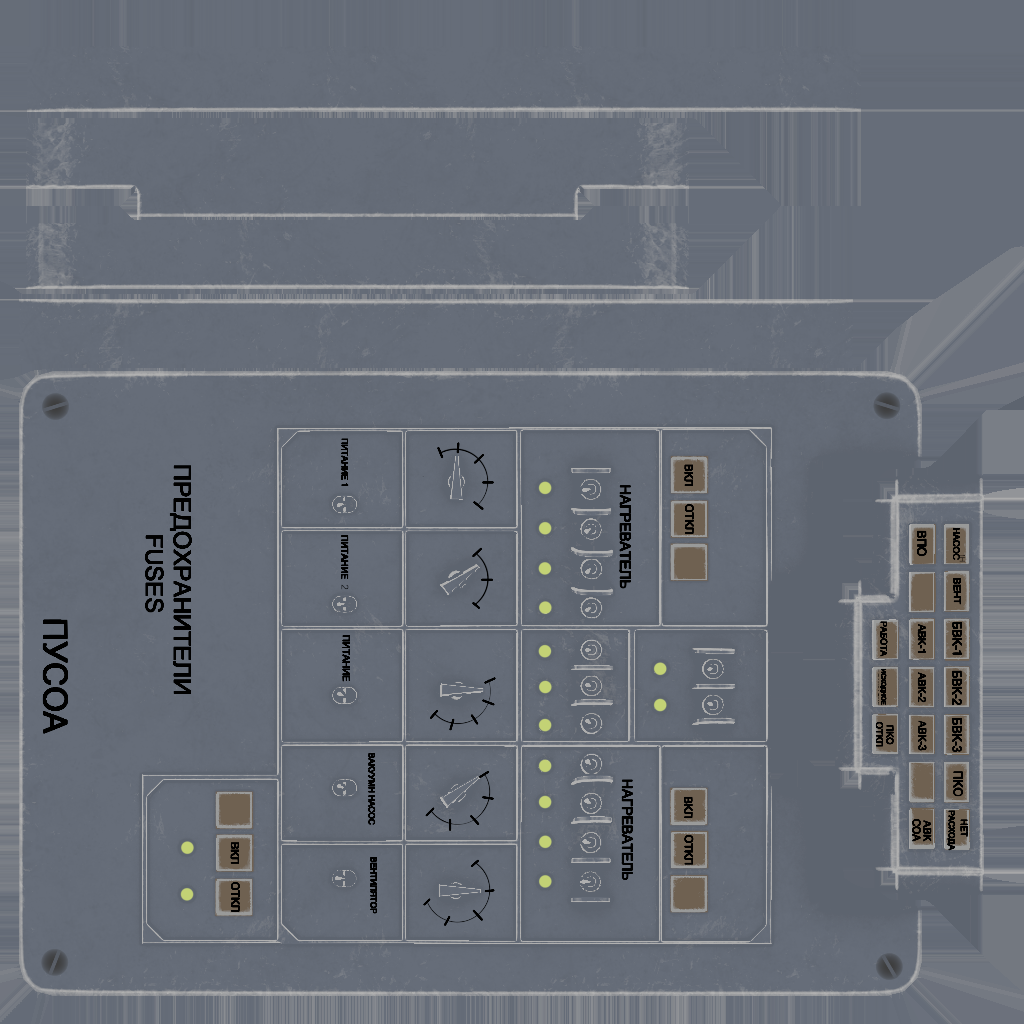 НАСОС
ВЕНТ
БВК-1
БВК-2
БВК-3
ПКО
НЕТ
РАСХОДА
ВПО
АВК-1
АВК-2
АВК-3
АВК
СОА
РАБОТА
ИСХОДНОЕ
ПКО
ОТКЛ
ВКЛ
ОТКЛ
ВКЛ
ОТКЛ
НАГРЕВАТЕЛЬ
НАГРЕВАТЕЛЬ
ПИТАНИЕ 1
ПИТАНИЕ 2
ПИТАНИЕ
ВАКУУМН НАСОС
ВЕНТИЛЯТОР
ВКЛ
ОТКЛ
ПРЕДОХРАНИТЕЛИ
FUSES
ПУСОА